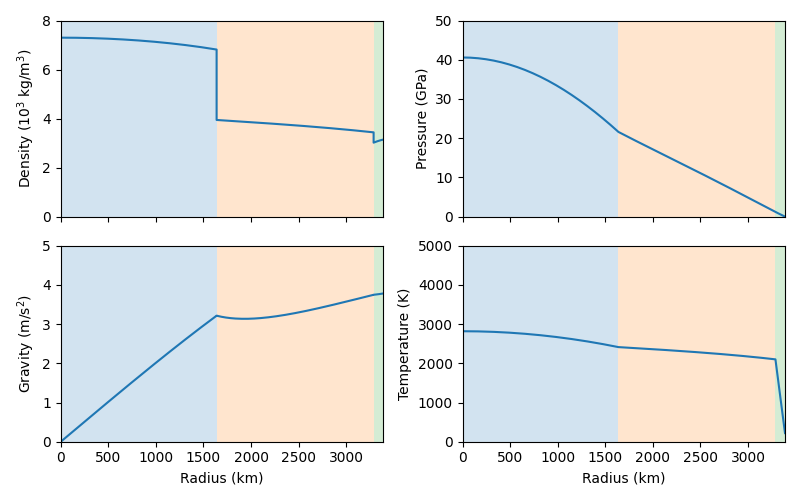 8
6
4
2
0
Density (10³ kg/m³)
50
40
30
20
10
0
Pressure (GPa)
5
4
3
2
1
0
Gravity (m/s²)
0 500 1000 1500 2000 2500 3000
Radius (km)
5000
4000
3000
2000
1000
0
Temperature (K)
0 500 1000 1500 2000 2500 3000
Radius (km)